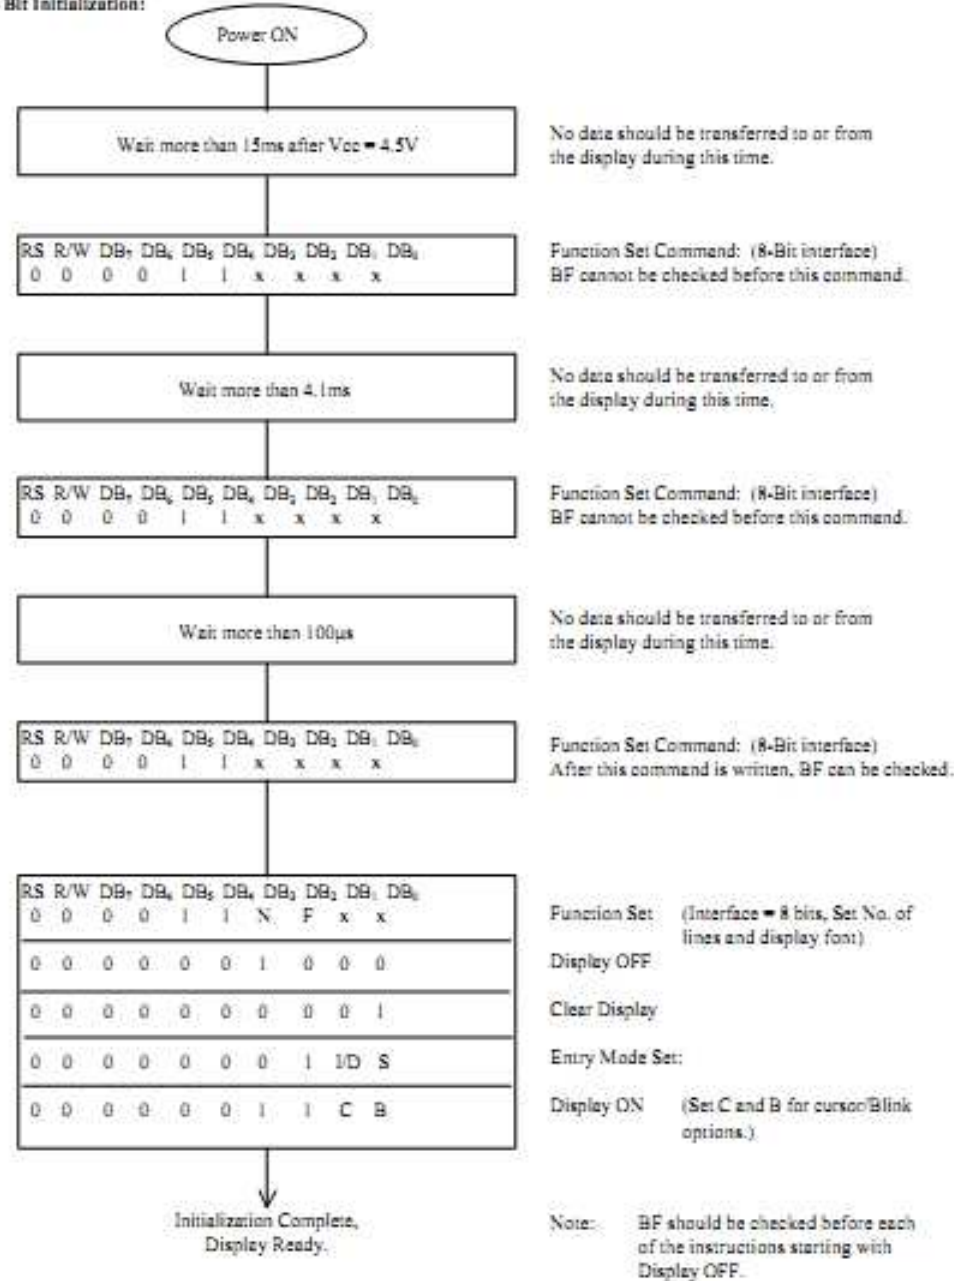 Bit Initialization:
Power ON
Wait more than 15ms after Vcc = 4.5V
No data should be transferred to or from
the display during this time.
RS R/W DB₇ DB₆ DB₅ DB₄ DB₃ DB₂ DB₁ DB₀
0 0 0 0 1 1 x x x x
Function Set Command: (8-Bit interface)
BF cannot be checked before this command.
Wait more than 4.1ms
No data should be transferred to or from
the display during this time.
RS R/W DB₇ DB₆ DB₅ DB₄ DB₃ DB₂ DB₁ DB₀
0 0 0 0 1 1 x x x x
Function Set Command: (8-Bit interface)
BF cannot be checked before this command.
Wait more than 100µs
No data should be transferred to or from
the display during this time.
RS R/W DB₇ DB₆ DB₅ DB₄ DB₃ DB₂ DB₁ DB₀
0 0 0 0 1 1 x x x x
Function Set Command: (8-Bit interface)
After this command is written, BF can be checked.
RS R/W DB₇ DB₆ DB₅ DB₄ DB₃ DB₂ DB₁ DB₀
0 0 0 0 1 1 N F x x
Function Set (Interface = 8 bits, Set No. of
lines and display font)
0 0 0 0 0 0 1 0 0 0
Display OFF
0 0 0 0 0 0 0 0 0 1
Clear Display
0 0 0 0 0 0 0 1 I/D S
Entry Mode Set:
0 0 0 0 0 0 1 1 C B
Display ON (Set C and B for cursor/Blink
options.)
Initialization Complete,
Display Ready.
Note: BF should be checked before each
of the instructions starting with
Display OFF.